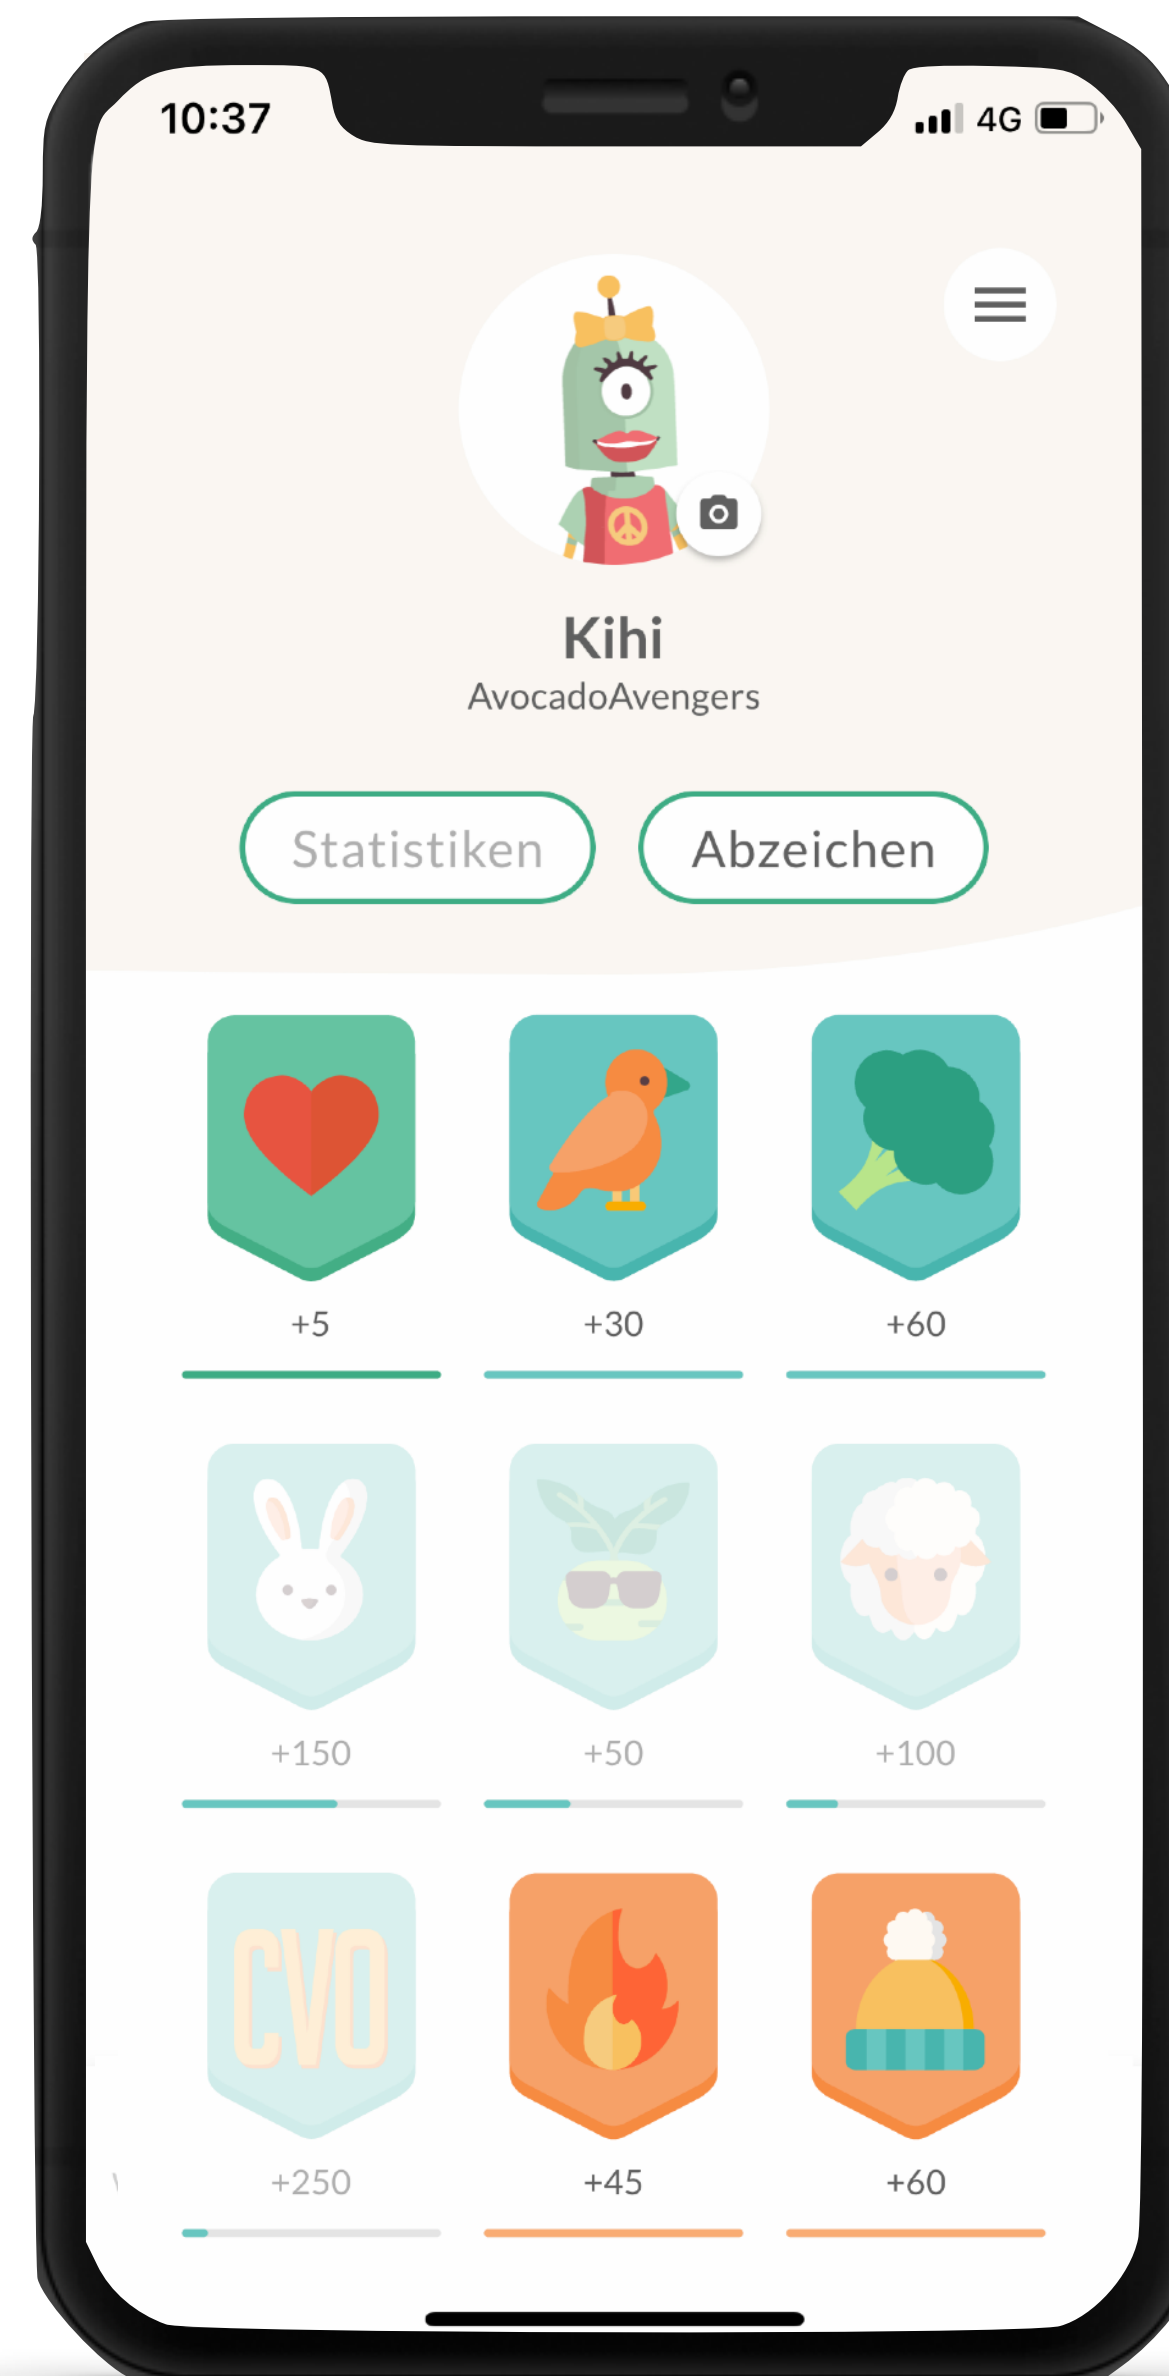 10:37
4G
Kihi
AvocadoAvengers
Statistiken Abzeichen
+5 +30 +60
+150 +50 +100
CVO
+250 +45 +60